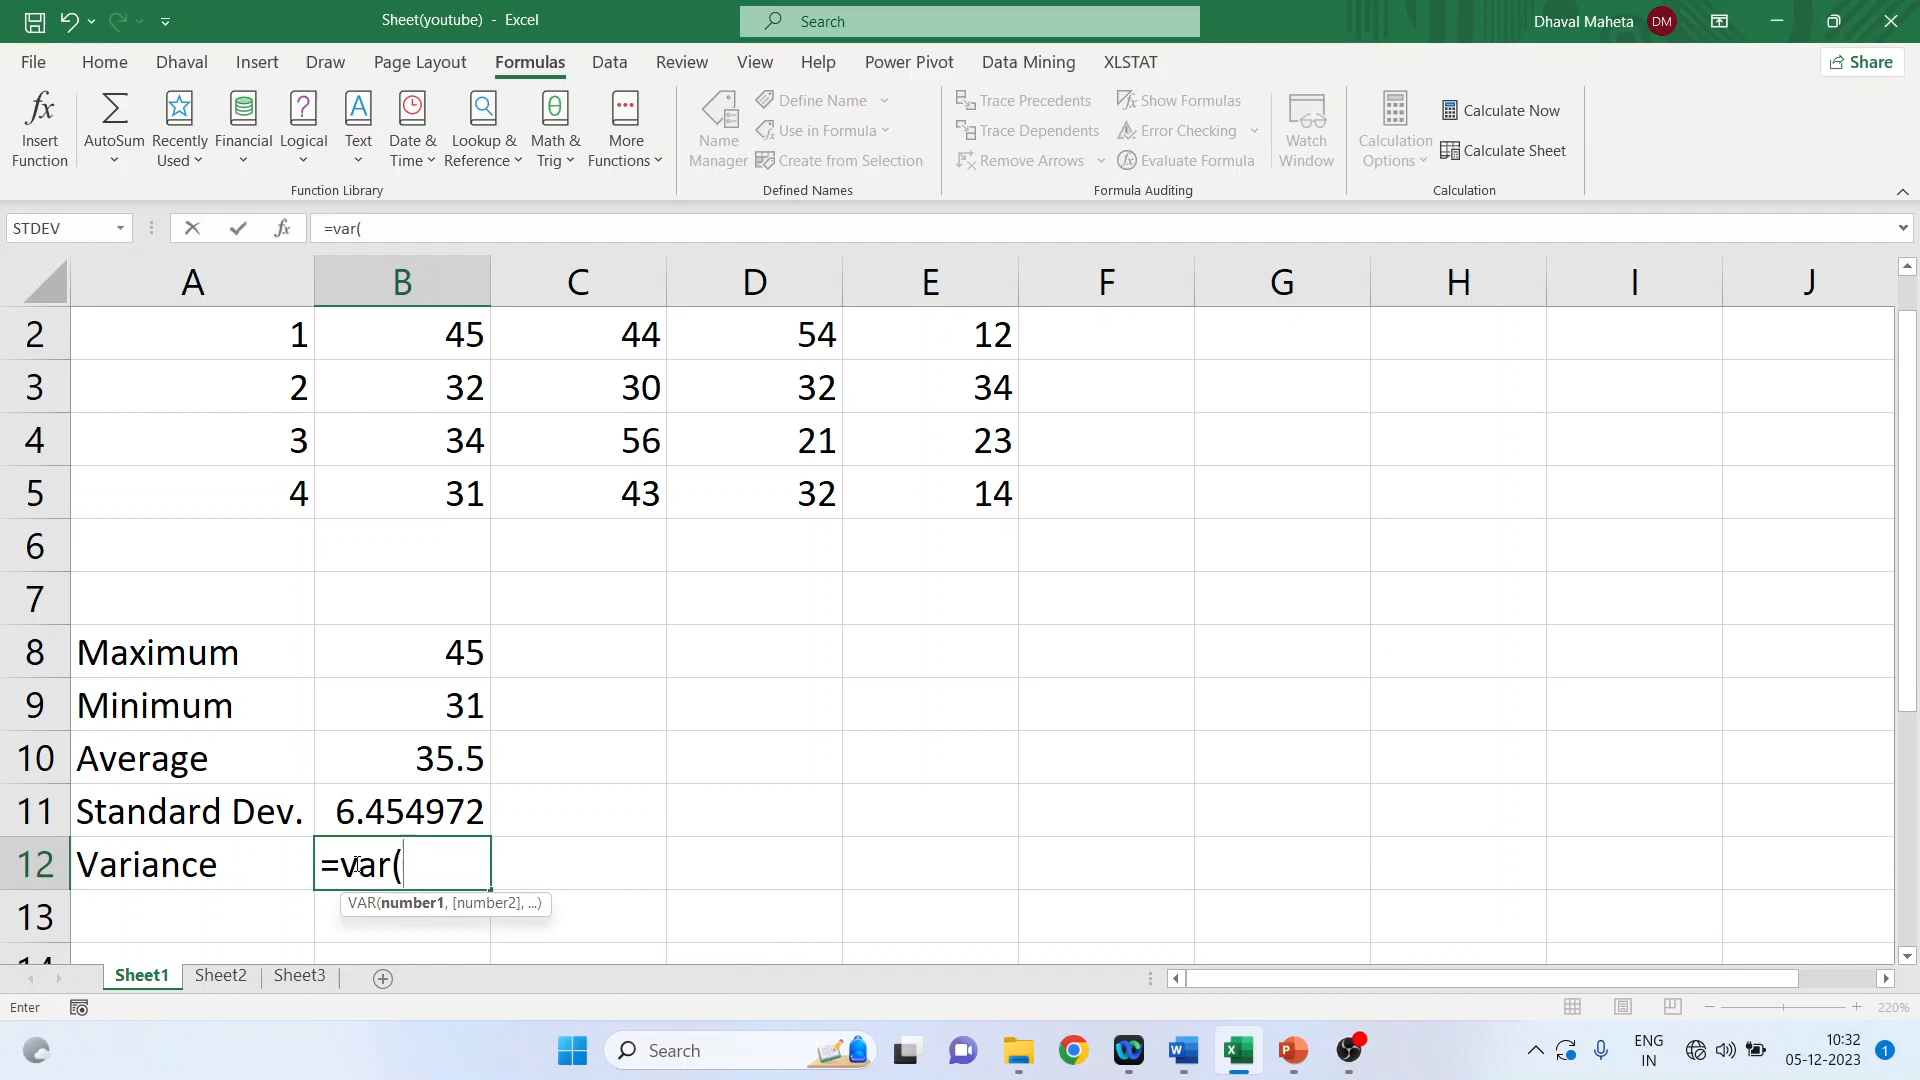 Sheet(youtube) - Excel
Search
Dhaval Maheta
DM
File Home Dhaval Insert Draw Page Layout Formulas Data Review View Help Power Pivot Data Mining XLSTAT
Share
Insert Function
AutoSum
Recently Used
Financial
Logical
Text
Date & Time
Lookup & Reference
Math & Trig
More Functions
Function Library
Name Manager
Define Name
Use in Formula
Create from Selection
Defined Names
Trace Precedents
Trace Dependents
Remove Arrows
Show Formulas
Error Checking
Evaluate Formula
Formula Auditing
Watch Window
Calculation Options
Calculate Now
Calculate Sheet
Calculation
STDEV
fx
=var(
A B C D E F G H I J
2 1 45 44 54 12
3 2 32 30 32 34
4 3 34 56 21 23
5 4 31 43 32 14
6
7
8 Maximum 45
9 Minimum 31
10 Average 35.5
11 Standard Dev. 6.454972
12 Variance =var(
VAR(number1, [number2], ...)
13
14
Sheet1 Sheet2 Sheet3
Enter
220%
Search
ENG
IN
10:32
05-12-2023
1